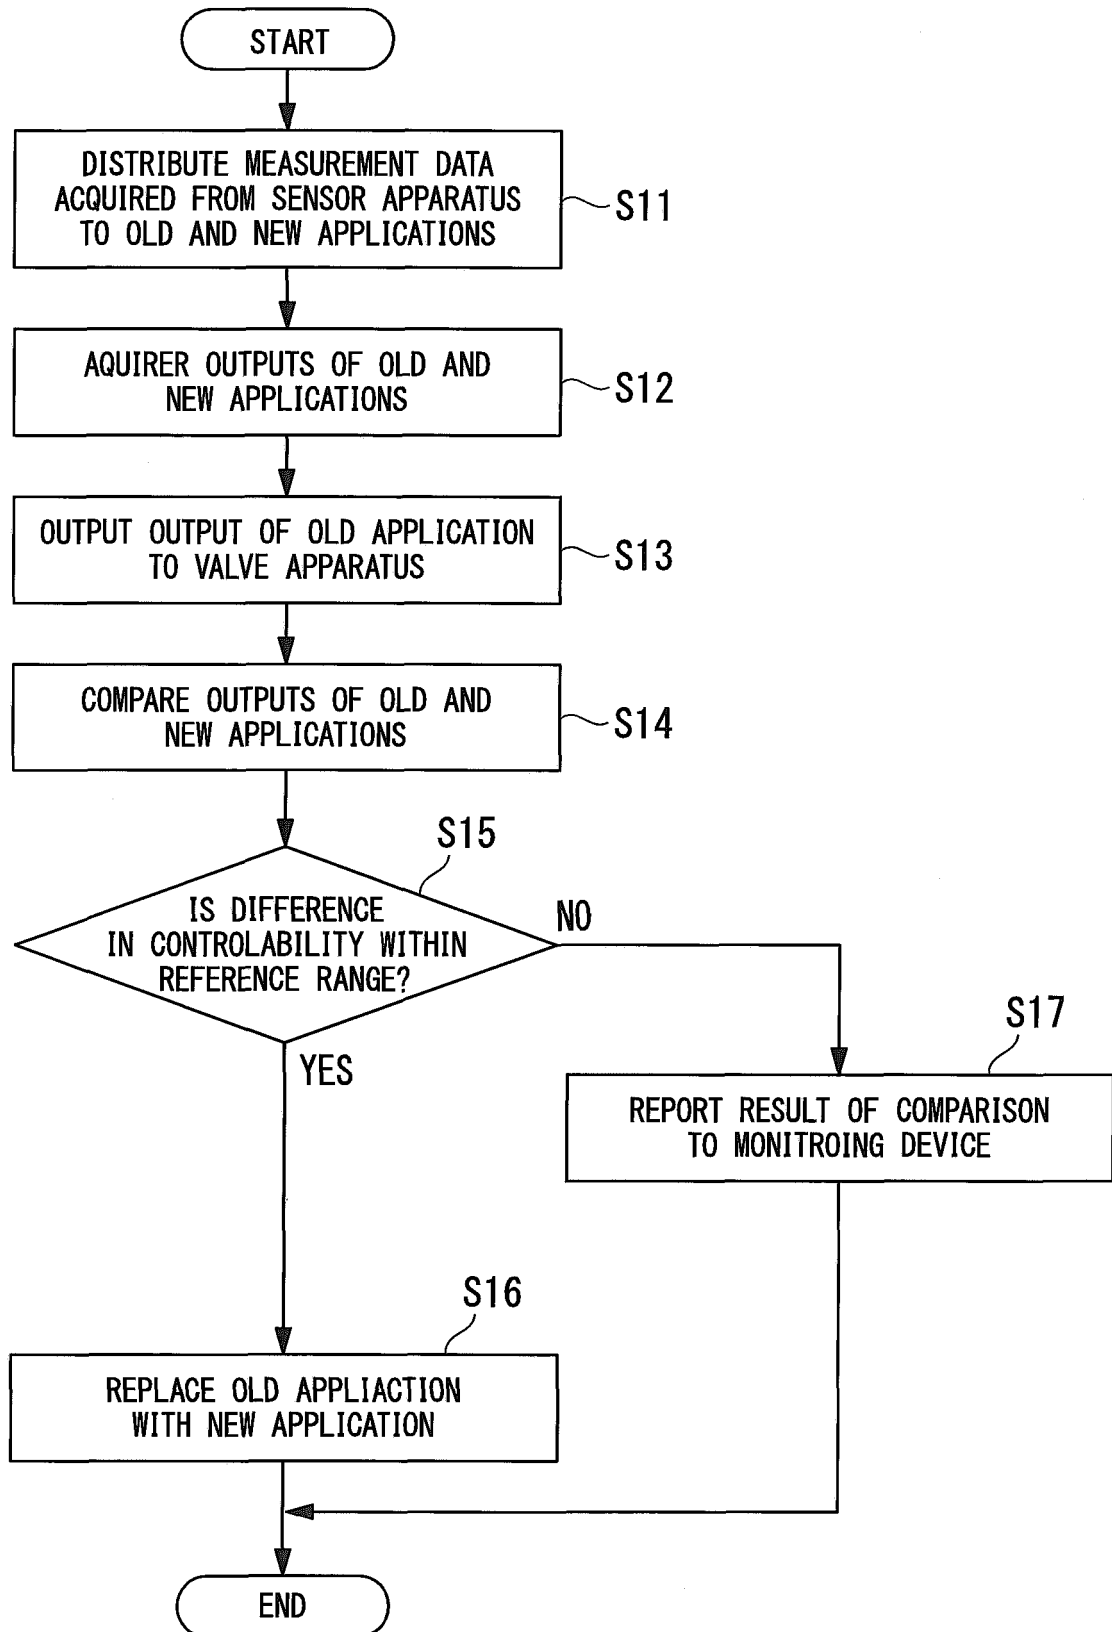 START
DISTRIBUTE MEASUREMENT DATA
ACQUIRED FROM SENSOR APPARATUS
TO OLD AND NEW APPLICATIONS
S11
AQUIRER OUTPUTS OF OLD AND
NEW APPLICATIONS
S12
OUTPUT OUTPUT OF OLD APPLICATION
TO VALVE APPARATUS
S13
COMPARE OUTPUTS OF OLD AND
NEW APPLICATIONS
S14
S15
IS DIFFERENCE
IN CONTROLABILITY WITHIN
REFERENCE RANGE?
NO
YES
S17
REPORT RESULT OF COMPARISON
TO MONITROING DEVICE
S16
REPLACE OLD APPLIACTION
WITH NEW APPLICATION
END